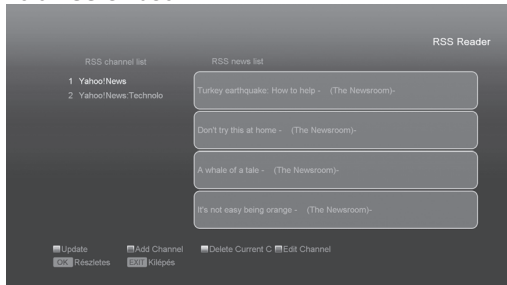 RSS Reader
RSS channel list
RSS news list
1 Yahoo!News
2 Yahoo!News:Technolo
Turkey earthquake: How to help - (The Newsroom)-
Don't try this at home - (The Newsroom)-
A whale of a tale - (The Newsroom)-
It's not easy being orange - (The Newsroom)-
Update Add Channel Delete Current C Edit Channel
OK Részletes EXIT Kilépés